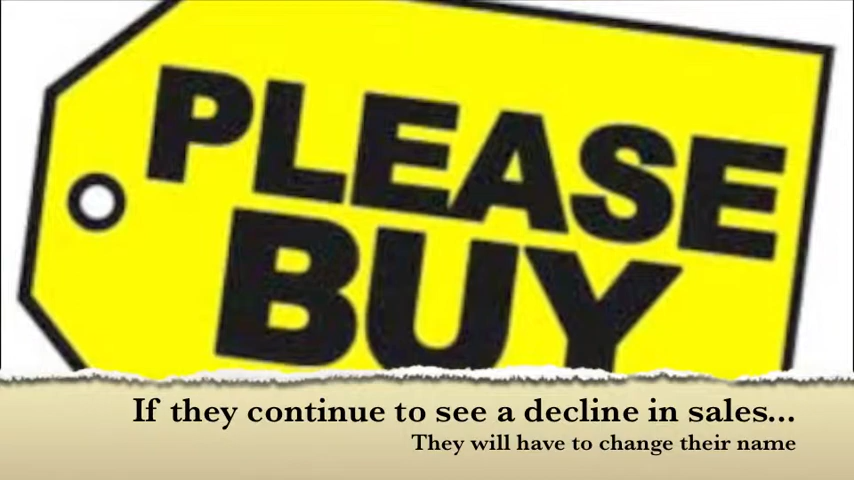 PLEASE
BUY
If they continue to see a decline in sales...
They will have to change their name